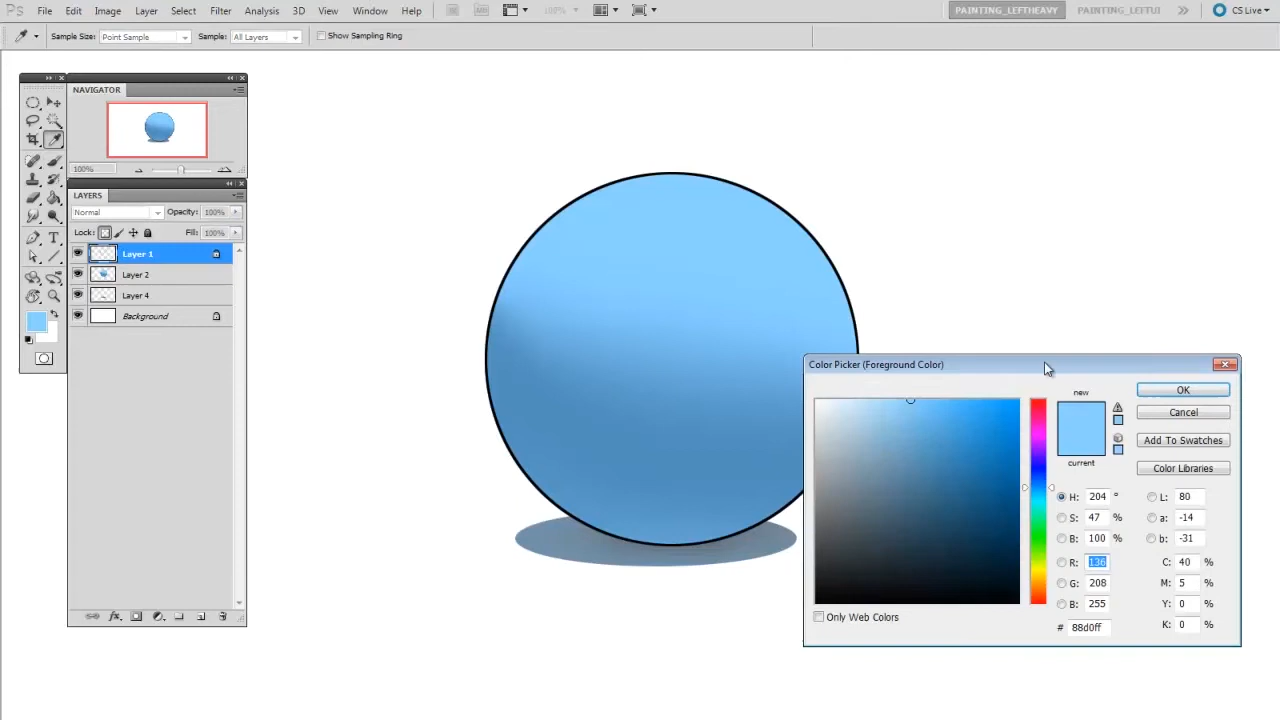 Ps File Edit Image Layer Select Filter Analysis 3D View Window Help Mb 100% PAINTING_LEFTHEAVY PAINTING_LEFTUI CS Live
Sample Size: Point Sample Sample: All Layers Show Sampling Ring
NAVIGATOR
100%
LAYERS
Normal Opacity: 100%
Lock: Fill: 100%
Layer 1
Layer 2
Layer 4
Background
Color Picker (Foreground Color)
new
current
OK
Cancel
Add To Swatches
Color Libraries
H: 204 ° L: 80
S: 47 % a: -14
B: 100 % b: -31
R: 136 C: 40 %
G: 208 M: 5 %
B: 255 Y: 0 %
# 88d0ff K: 0 %
Only Web Colors